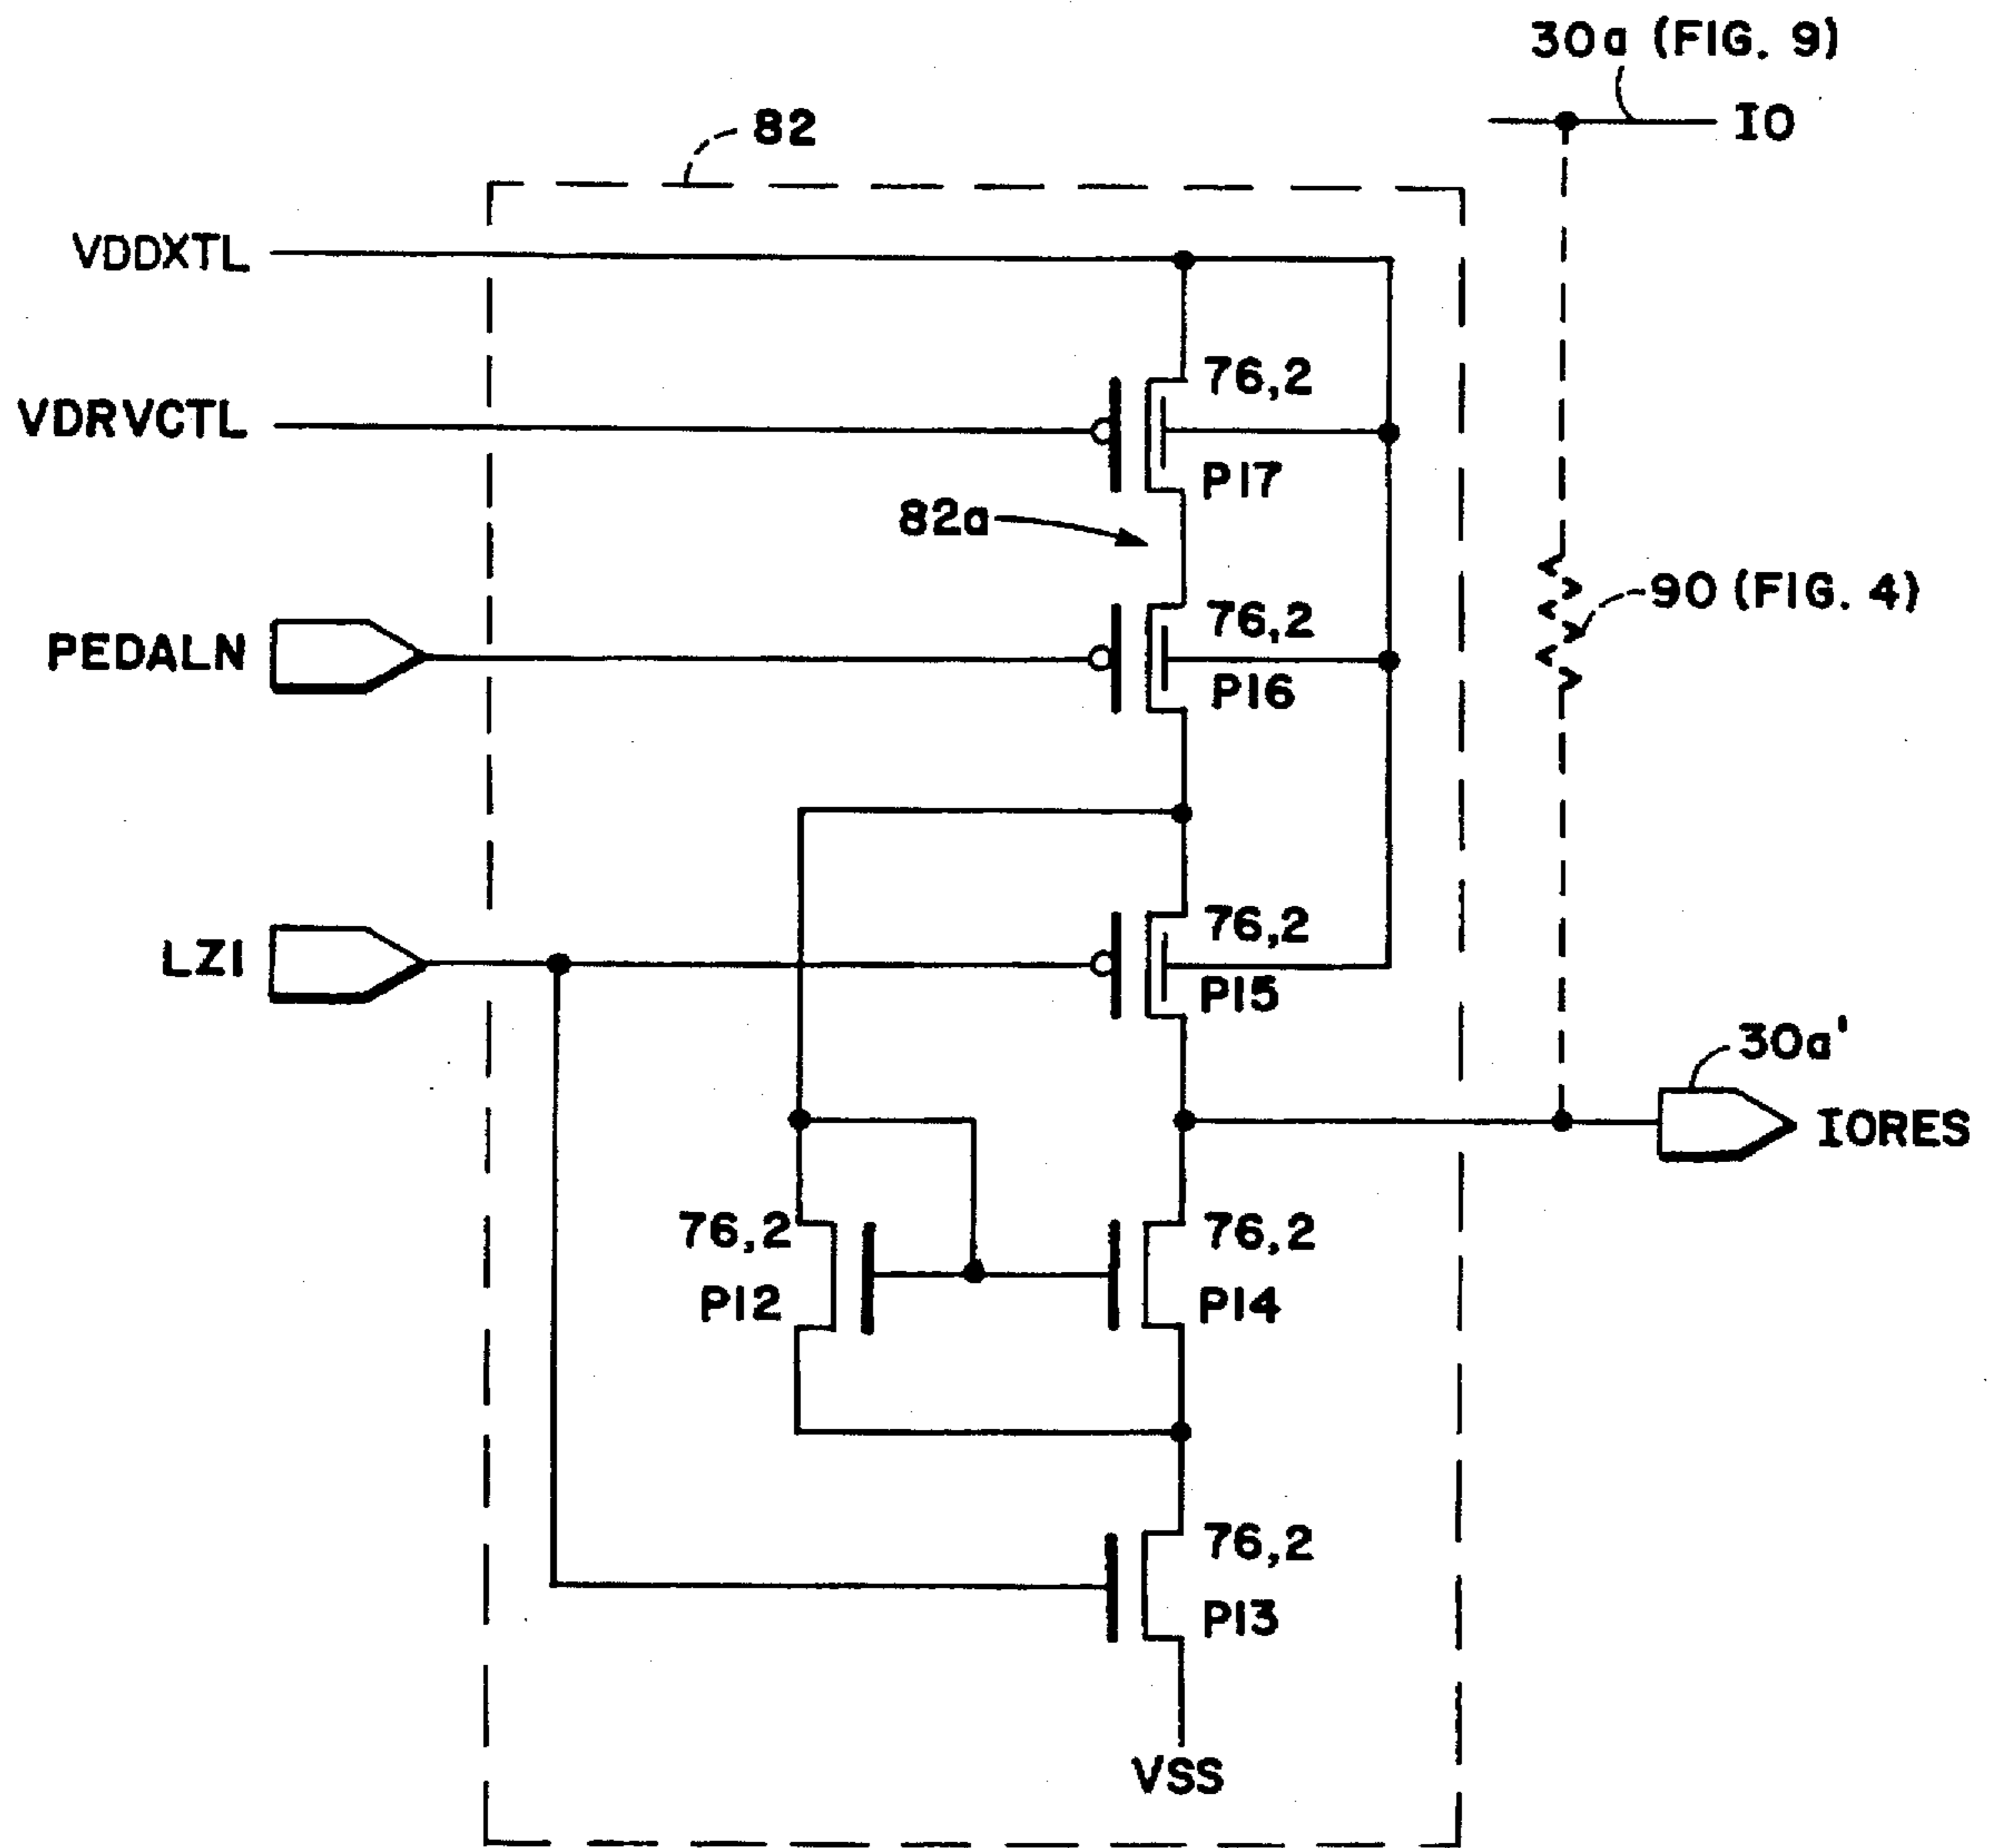 30a (FIG. 9)
IO
82
VDDXTL
76,2
VDRVCTL
P17
82a
76,2
90 (FIG. 4)
PEDALN
P16
76,2
LZI
P15
30a'
IORES
76,2
76,2
P12
P14
76,2
P13
VSS